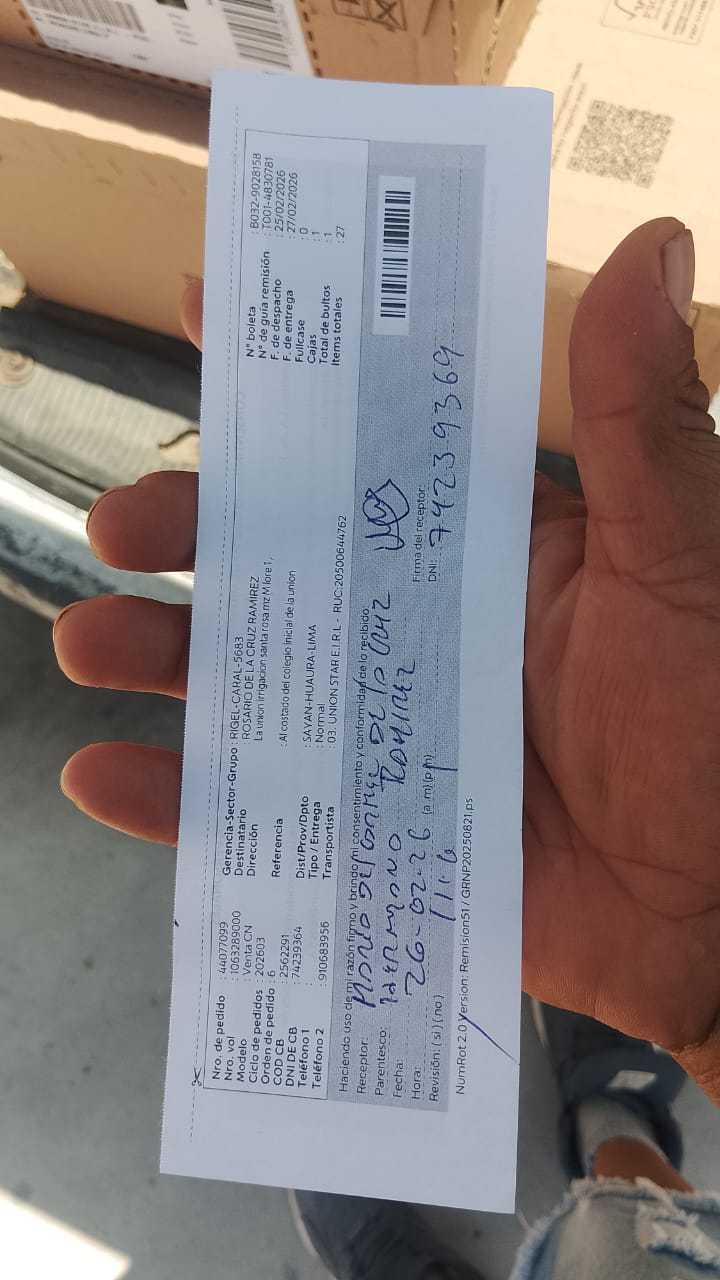 Nro. de pedido : 44077099
Nro. vol : 1063289000
Modelo : Venta CN
Ciclo de pedidos : 202603
Orden de pedido : 6
COD CB : 2562291
DNI DE CB : 74239364
Teléfono 1 :
Teléfono 2 : 910683956
Gerencia-Sector-Grupo : RIGEL-CARAL-5683
Destinatario : ROSARIO DE LA CRUZ RAMIREZ
Dirección La union irrigacion santa rosa mz M lore 1,
Referencia : Al costado del colegio Inicial de la union
Dist/Prov/Dpto : SAYAN-HUAURA-LIMA
Tipo / Entrega : Normal
Transportista : 03. UNION STAR E.I.R.L - RUC:20500644762
N° boleta : B032-9028158
N° de guía remisión : T001-4830781
F. de despacho : 25/02/2026
F. de entrega : 27/02/2026
Fullcase : 0
Cajas : 1
Total de bultos : 1
Items totales : 27
Haciendo uso de mi razón firmo y brindo mi consentimiento y conformidad de lo recibido:
Receptor: DE LA CRUZ
Parentesco: RAMIREZ
Fecha: 26-02-26
Hora: (a m) (p m)
Revisión: ( si ) ( no )
Firma del receptor:
DNI: 74239369
NumRot 2.0 Version: Remision51 / GRNP20250821.ps